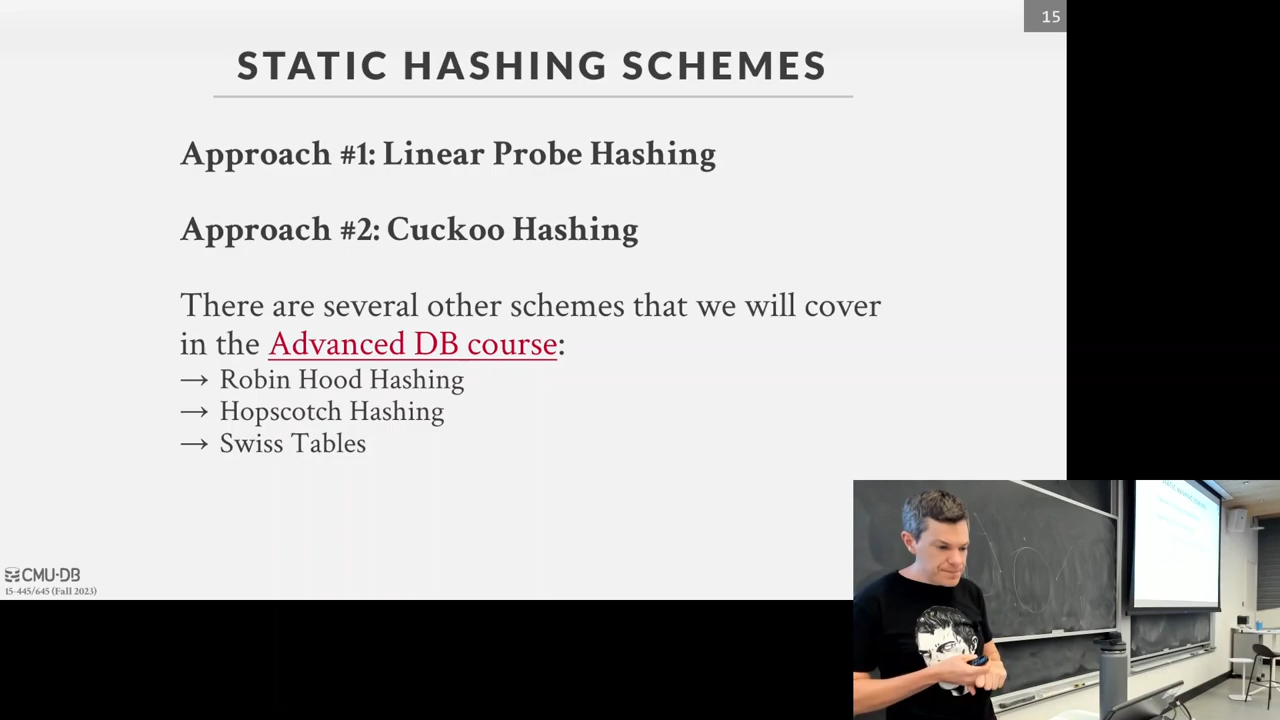 15
STATIC HASHING SCHEMES
Approach #1: Linear Probe Hashing
Approach #2: Cuckoo Hashing
There are several other schemes that we will cover
in the Advanced DB course:
→ Robin Hood Hashing
→ Hopscotch Hashing
→ Swiss Tables
CMU·DB
15-445/645 (Fall 2023)